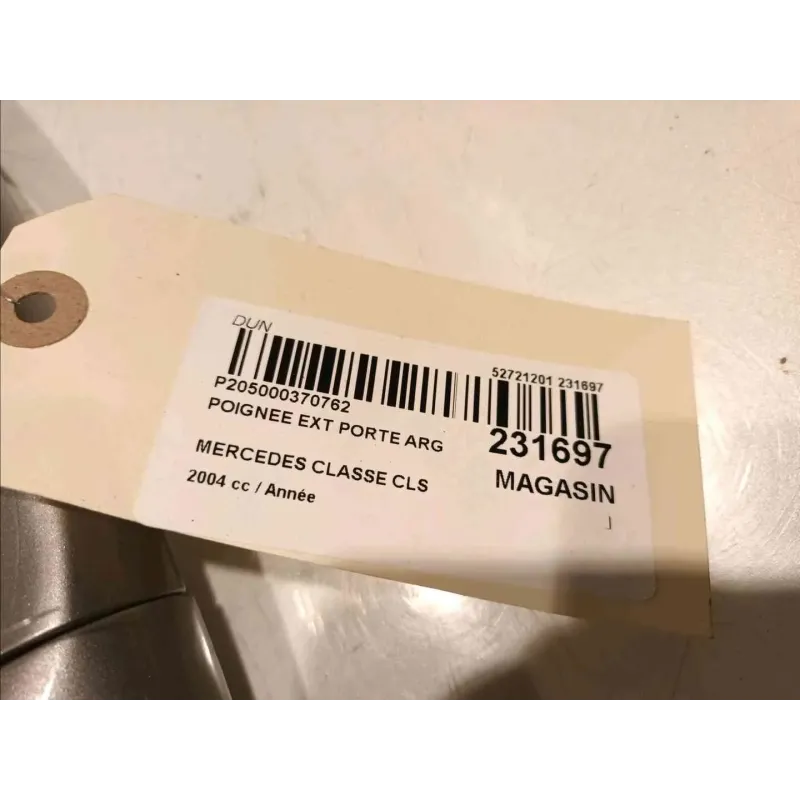 DUN
52721201 231697
P205000370762
POIGNEE EXT PORTE ARG
231697
MERCEDES CLASSE CLS
MAGASIN
2004 cc / Année